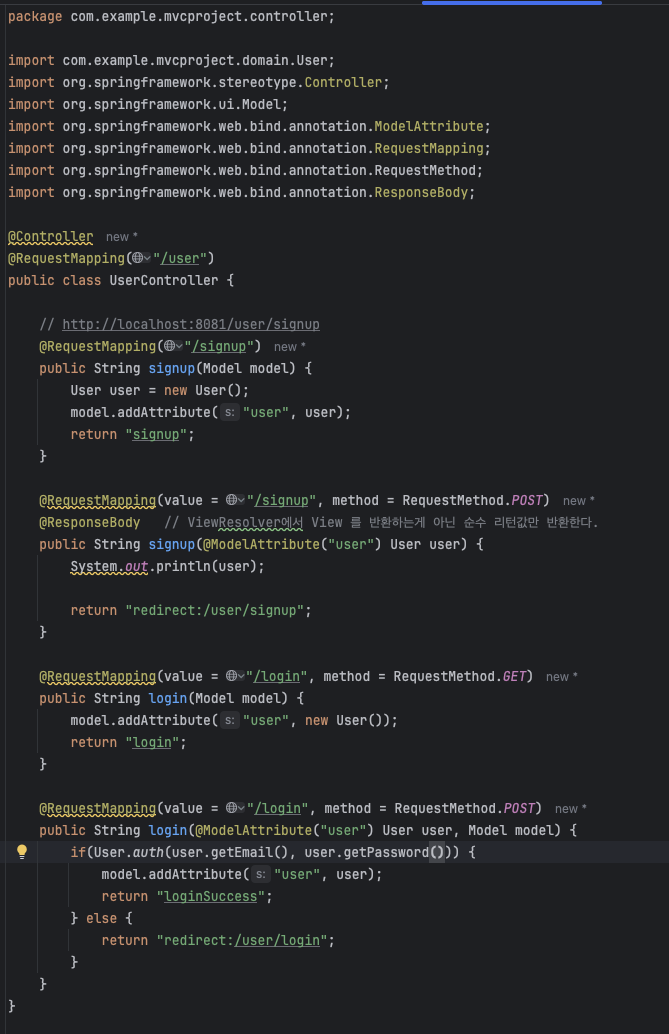 package com.example.mvcproject.controller;
import com.example.mvcproject.domain.User;
import org.springframework.stereotype.Controller;
import org.springframework.ui.Model;
import org.springframework.web.bind.annotation.ModelAttribute;
import org.springframework.web.bind.annotation.RequestMapping;
import org.springframework.web.bind.annotation.RequestMethod;
import org.springframework.web.bind.annotation.ResponseBody;
@Controller new *
@RequestMapping("/user")
public class UserController {
// http://localhost:8081/user/signup
@RequestMapping("/signup") new *
public String signup(Model model) {
User user = new User();
model.addAttribute( s: "user", user);
return "signup";
}
@RequestMapping(value = "/signup", method = RequestMethod.POST) new *
@ResponseBody // ViewResolver에서 View 를 반환하는게 아닌 순수 리턴값만 반환한다.
public String signup(@ModelAttribute("user") User user) {
System.out.println(user);
return "redirect:/user/signup";
}
@RequestMapping(value = "/login", method = RequestMethod.GET) new *
public String login(Model model) {
model.addAttribute( s: "user", new User());
return "login";
}
@RequestMapping(value = "/login", method = RequestMethod.POST) new *
public String login(@ModelAttribute("user") User user, Model model) {
if(User.auth(user.getEmail(), user.getPassword())) {
model.addAttribute( s: "user", user);
return "loginSuccess";
} else {
return "redirect:/user/login";
}
}
}